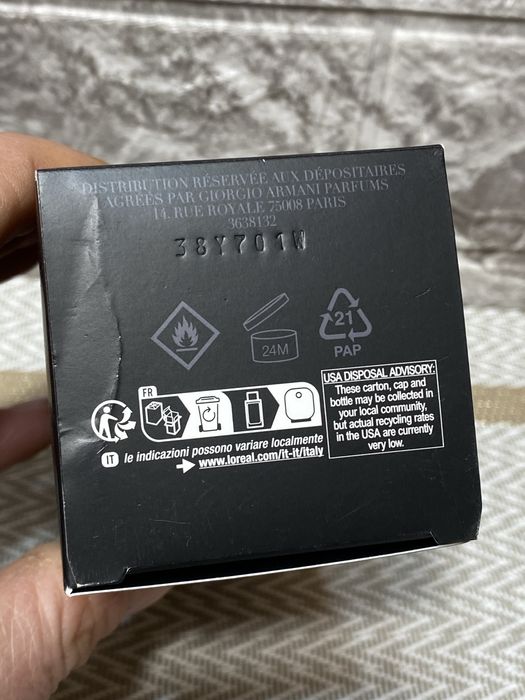 DISTRIBUTION RÉSERVÉE AUX DÉPOSITAIRES
AGRÉÉS PAR GIORGIO ARMANI PARFUMS
14, RUE ROYALE 75008 PARIS
3638132
38Y701W
24M
21
PAP
FR
IT le indicazioni possono variare localmente
www.loreal.com/it-it/italy
USA DISPOSAL ADVISORY:
These carton, cap and
bottle may be collected in
your local community,
but actual recycling rates
in the USA are currently
very low.